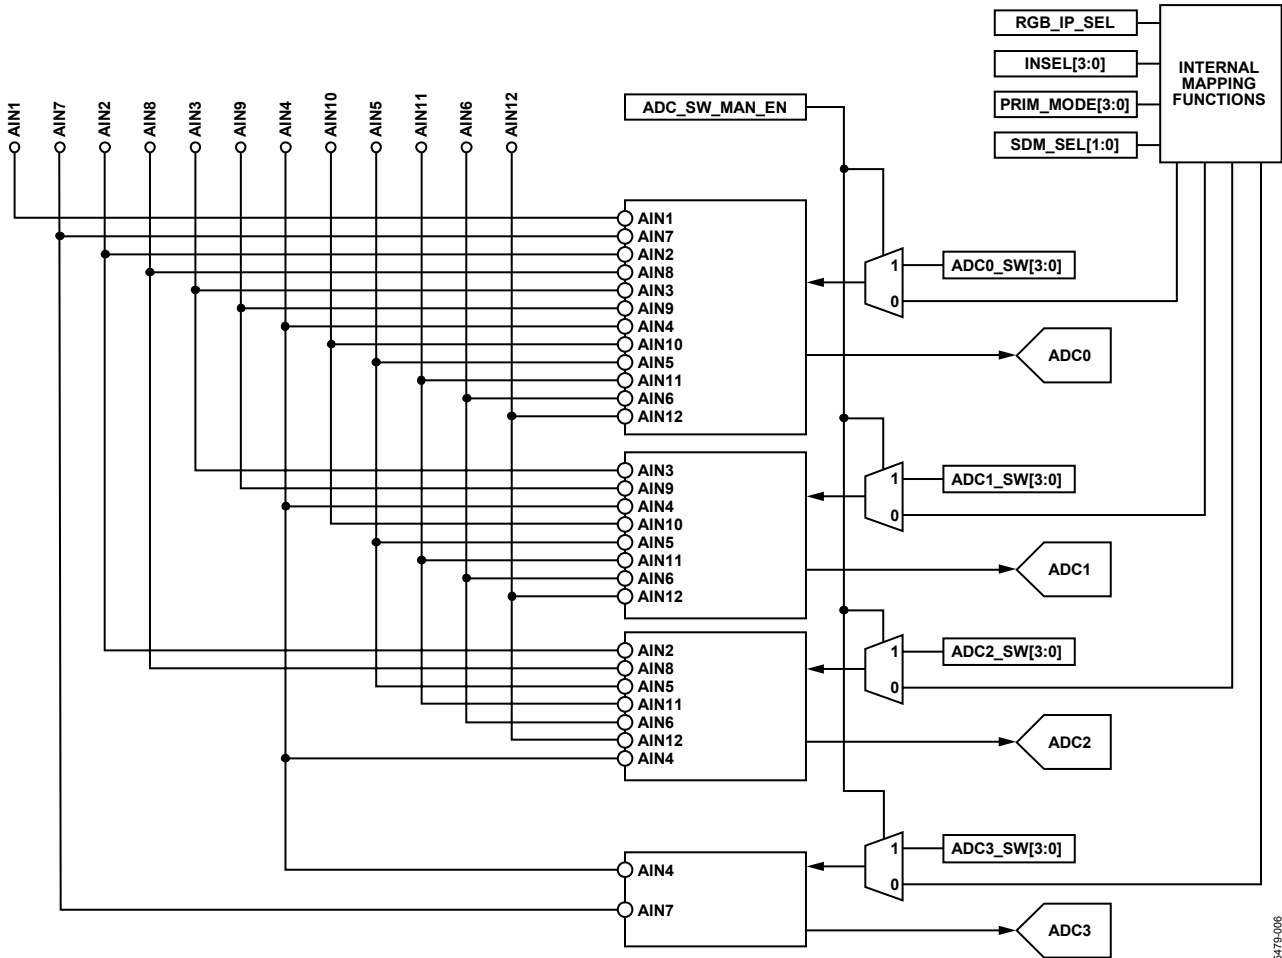 RGB_IP_SEL
INSEL[3:0]
PRIM_MODE[3:0]
SDM_SEL[1:0]
INTERNAL
MAPPING
FUNCTIONS
AIN1
AIN7
AIN2
AIN8
AIN3
AIN9
AIN4
AIN10
AIN5
AIN11
AIN6
AIN12
ADC_SW_MAN_EN
AIN1
AIN7
AIN2
AIN8
AIN3
AIN9
AIN4
AIN10
AIN5
AIN11
AIN6
AIN12
1
0
ADC0_SW[3:0]
ADC0
AIN3
AIN9
AIN4
AIN10
AIN5
AIN11
AIN6
AIN12
1
0
ADC1_SW[3:0]
ADC1
AIN2
AIN8
AIN5
AIN11
AIN6
AIN12
AIN4
1
0
ADC2_SW[3:0]
ADC2
AIN4
AIN7
1
0
ADC3_SW[3:0]
ADC3